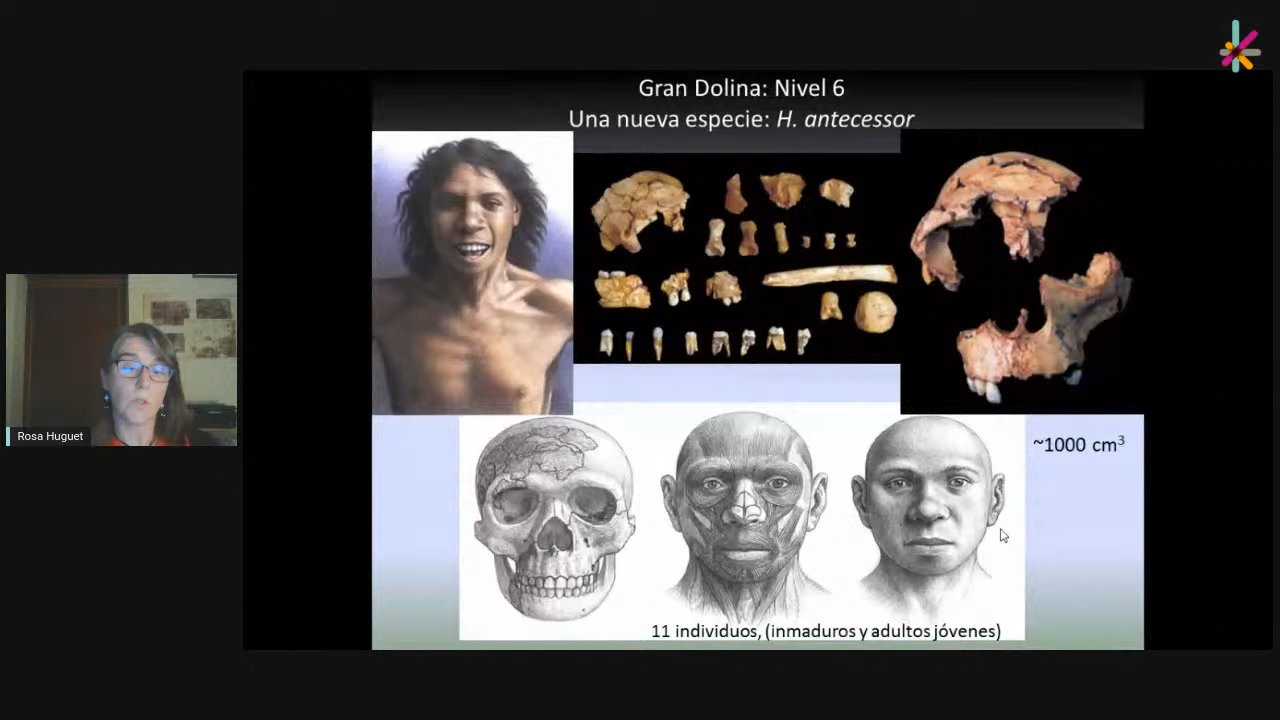 Gran Dolina: Nivel 6
Una nueva especie: H. antecessor
Rosa Huguet
~1000 cm³
11 individuos, (inmaduros y adultos jóvenes)